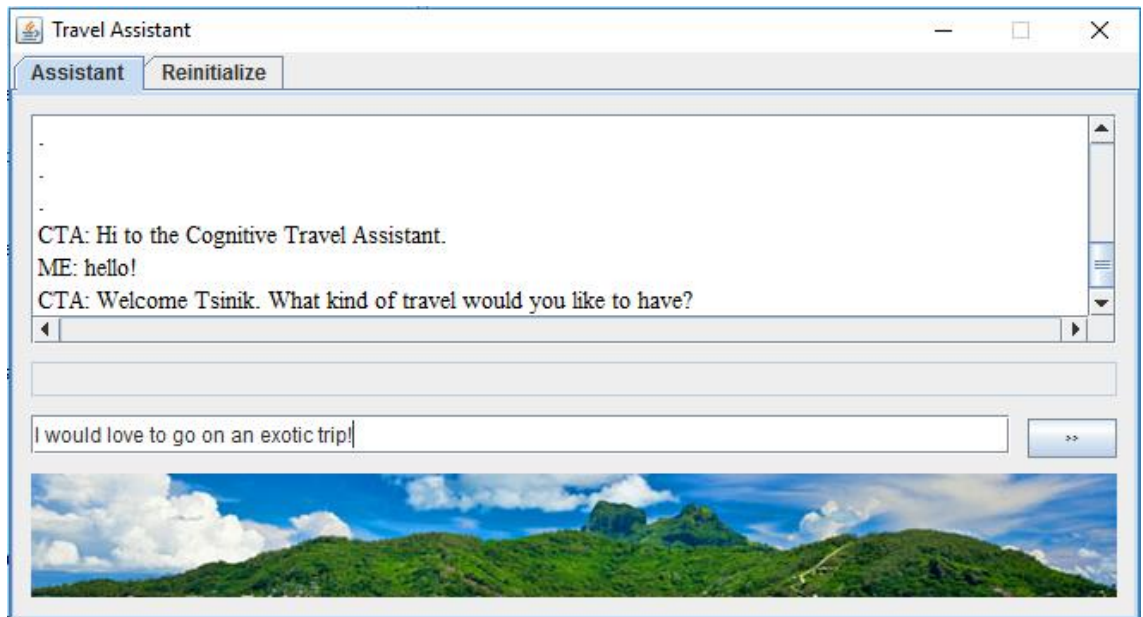 Travel Assistant
Assistant Reinitialize
.
.
.
CTA: Hi to the Cognitive Travel Assistant.
ME: hello!
CTA: Welcome Tsinik. What kind of travel would you like to have?
I would love to go on an exotic trip!
>>